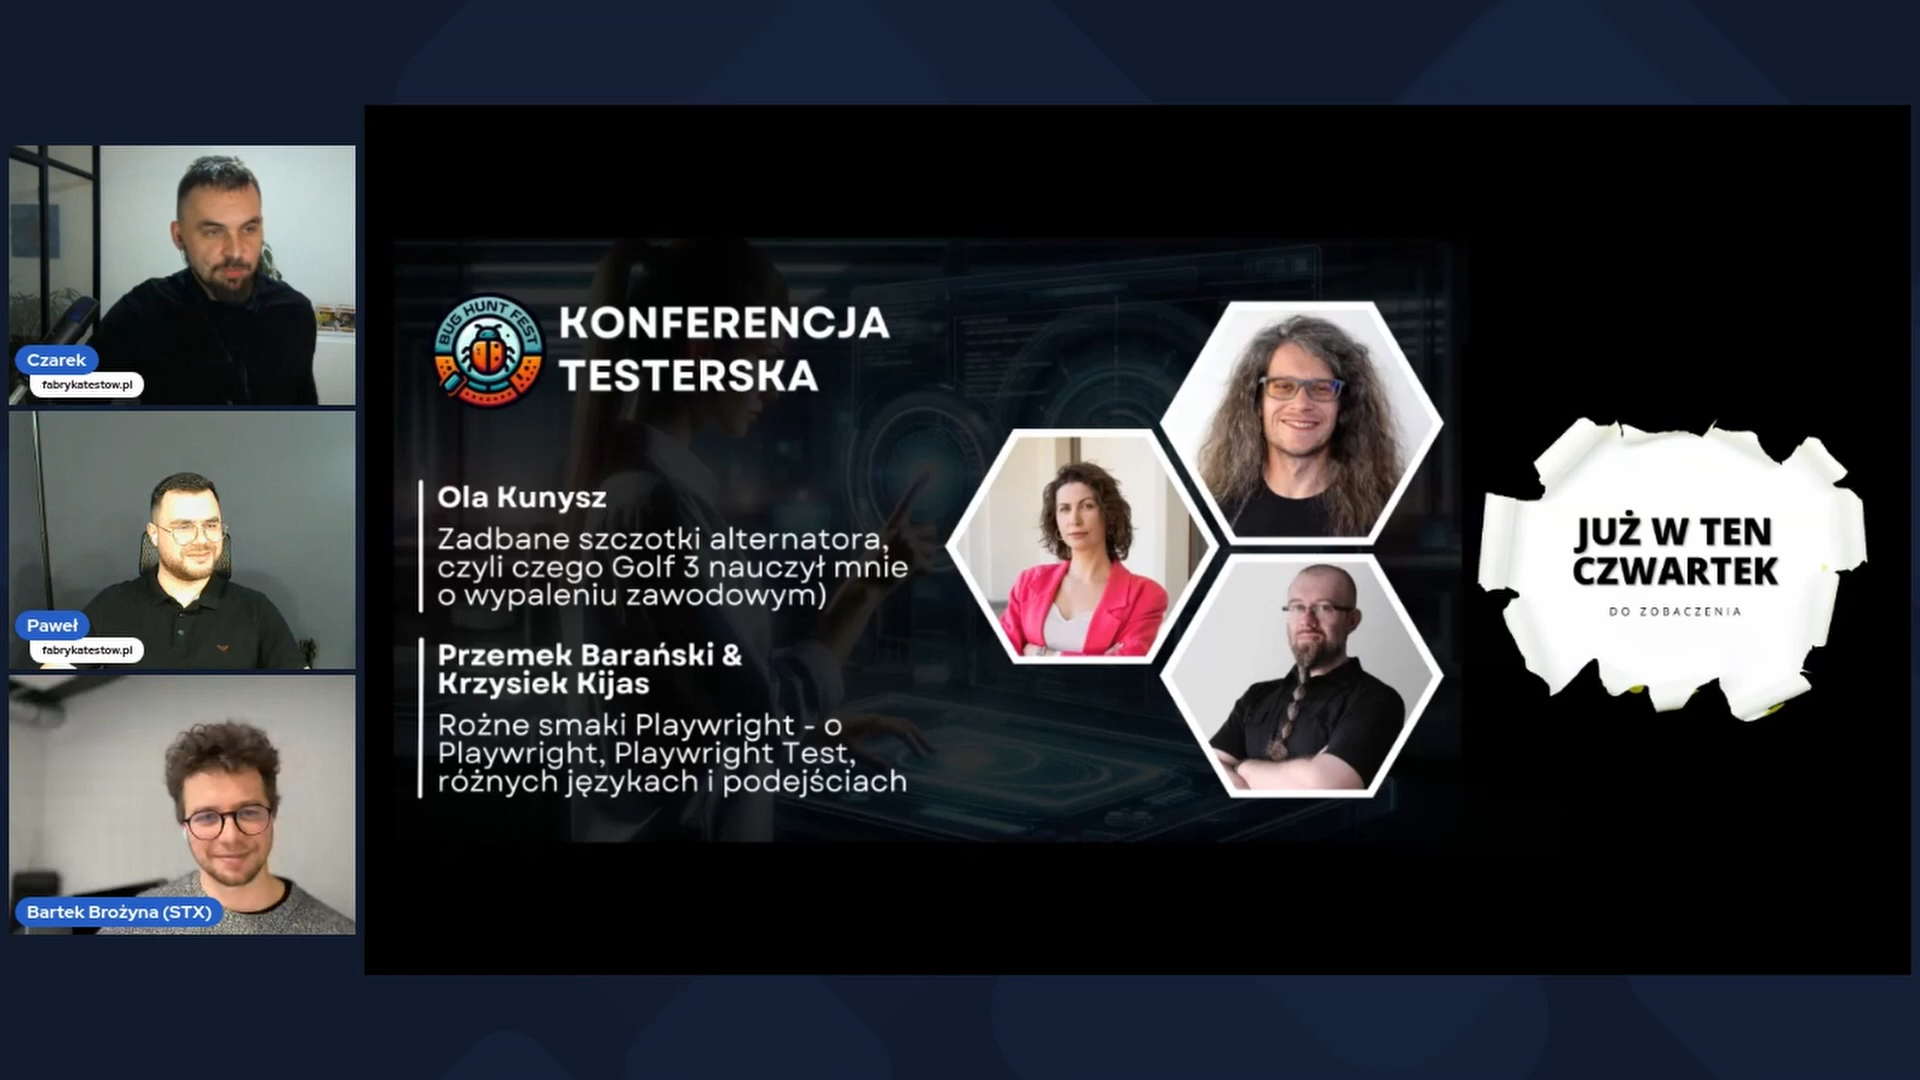 Czarek
fabrykatestow.pl
Paweł
fabrykatestow.pl
Bartek Brożyna (STX)
BUG HUNT FEST
KONFERENCJA
TESTERSKA
Ola Kunysz
Zadbane szczotki alternatora,
czyli czego Golf 3 nauczył mnie
o wypaleniu zawodowym)
Przemek Barański &
Krzysiek Kijas
Rożne smaki Playwright - o
Playwright, Playwright Test,
różnych językach i podejściach
JUŻ W TEN
CZWARTEK
DO ZOBACZENIA